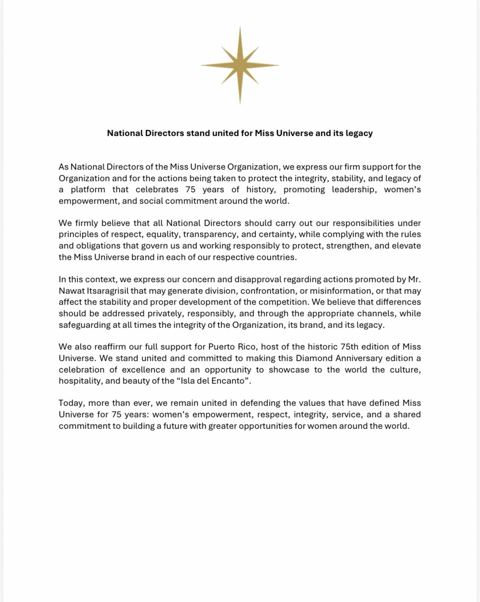 National Directors stand united for Miss Universe and its legacy
As National Directors of the Miss Universe Organization, we express our firm support for the
Organization and for the actions being taken to protect the integrity, stability, and legacy of
a platform that celebrates 75 years of history, promoting leadership, women's
empowerment, and social commitment around the world.
We firmly believe that all National Directors should carry out our responsibilities under
principles of respect, equality, transparency, and certainty, while complying with the rules
and obligations that govern us and working responsibly to protect, strengthen, and elevate
the Miss Universe brand in each of our respective countries.
In this context, we express our concern and disapproval regarding actions promoted by Mr.
Nawat Itsaragrisil that may generate division, confrontation, or misinformation, or that may
affect the stability and proper development of the competition. We believe that differences
should be addressed privately, responsibly, and through the appropriate channels, while
safeguarding at all times the integrity of the Organization, its brand, and its legacy.
We also reaffirm our full support for Puerto Rico, host of the historic 75th edition of Miss
Universe. We stand united and committed to making this Diamond Anniversary edition a
celebration of excellence and an opportunity to showcase to the world the culture,
hospitality, and beauty of the “Isla del Encanto”.
Today, more than ever, we remain united in defending the values that have defined Miss
Universe for 75 years: women's empowerment, respect, integrity, service, and a shared
commitment to building a future with greater opportunities for women around the world.